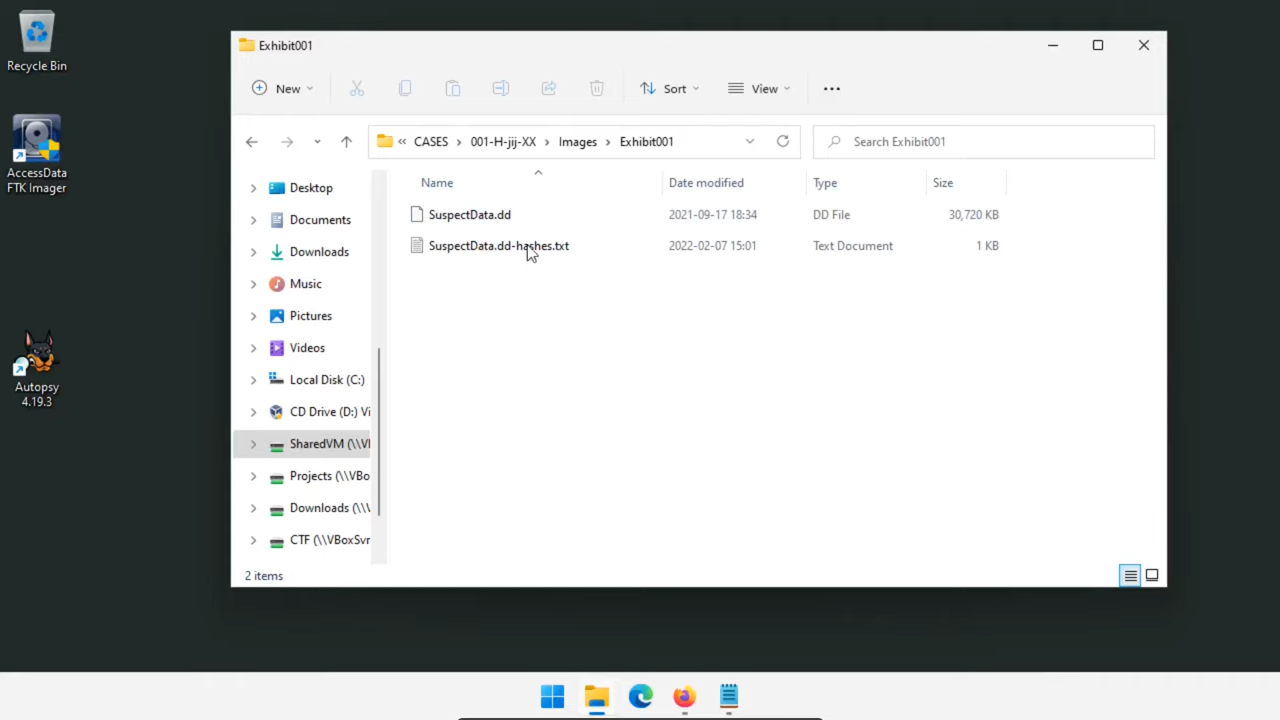 Recycle Bin
AccessData
FTK Imager
Autopsy
4.19.3
Exhibit001
New
Sort
View
« CASES › 001-H-jij-XX › Images › Exhibit001
Search Exhibit001
Name Date modified Type Size
SuspectData.dd 2021-09-17 18:34 DD File 30,720 KB
SuspectData.dd-hashes.txt 2022-02-07 15:01 Text Document 1 KB
Desktop
Documents
Downloads
Music
Pictures
Videos
Local Disk (C:)
CD Drive (D:) Vi
SharedVM (\\VI
Projects (\\VBo
Downloads (\\V
CTF (\\VBoxSvr
2 items